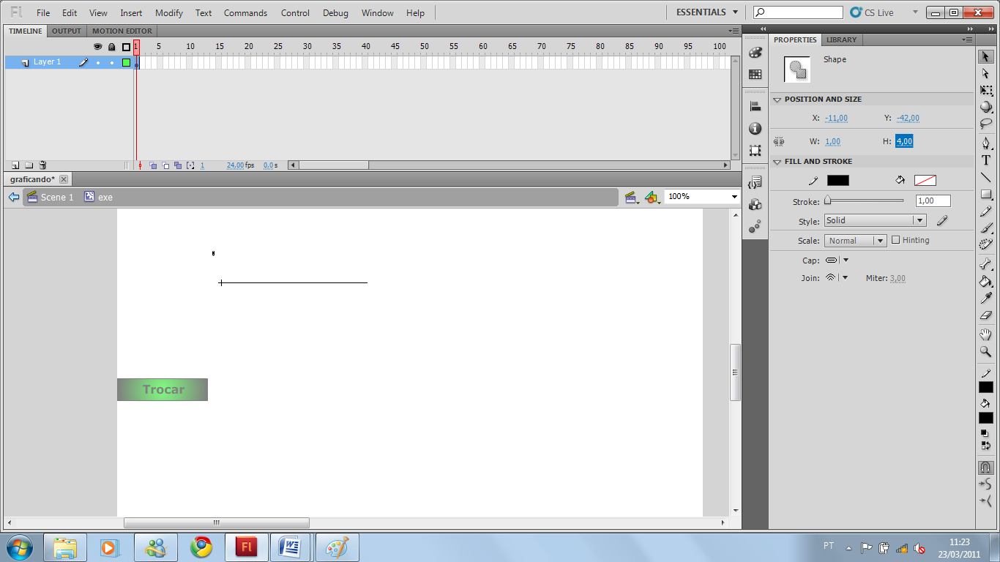 Fl File Edit View Insert Modify Text Commands Control Debug Window Help ESSENTIALS CS Live
TIMELINE OUTPUT MOTION EDITOR
1 5 10 15 20 25 30 35 40 45 50 55 60 65 70 75 80 85 90 95 100
Layer 1
1 24,00 fps 0,0 s
graficando*
Scene 1 exe 100%
Trocar
PROPERTIES LIBRARY
Shape
POSITION AND SIZE
X: -11,00 Y: -42,00
W: 1,00 H: 4,00
FILL AND STROKE
Stroke: 1,00
Style: Solid
Scale: Normal Hinting
Cap:
Join: Miter: 3,00
T
Fl W PT 11:23
23/03/2011